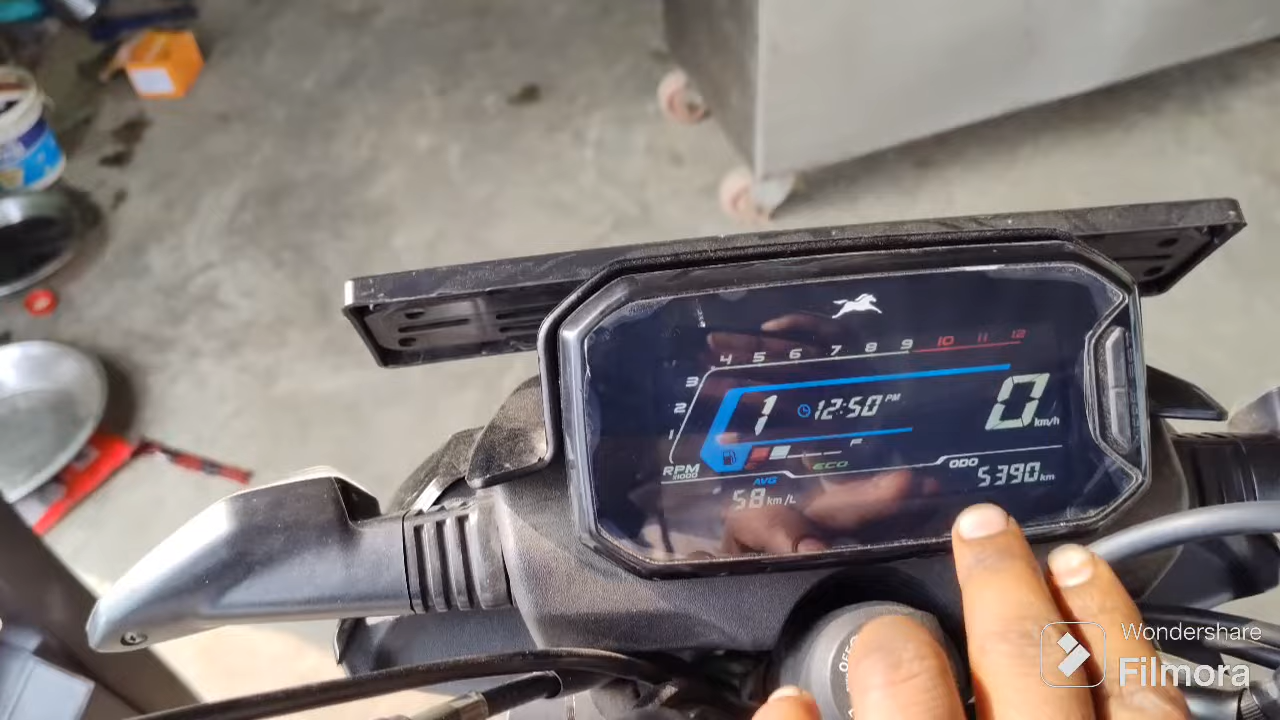 4 5 6 7 8 9 10 11 12
3
2
1
1 12:50 PM
0 km/h
F
RPM
X1000
ECO
ODO
5390 km
AVG
58 km/L
OFF
Wondershare
Filmora